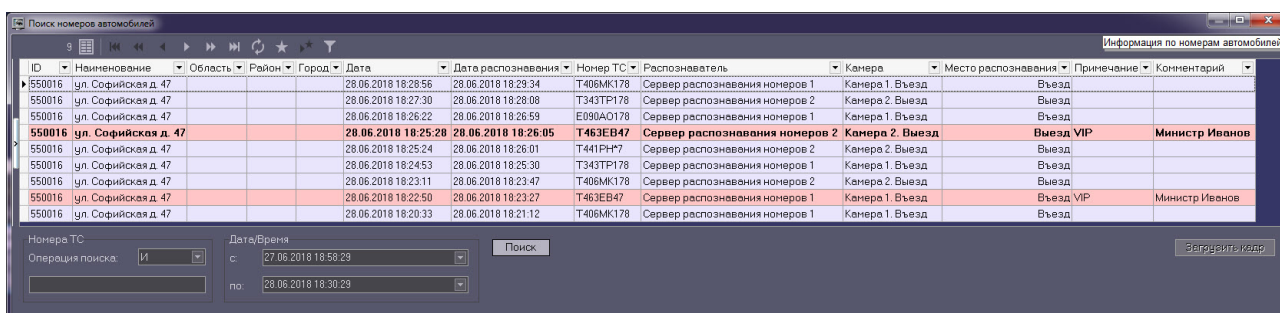 Поиск номеров автомобилей
9
Информация по номерам автомобилей
ID Наименование Область Район Город Дата Дата распознавания Номер ТС Распознаватель Камера Место распознавания Примечание Комментарий
550016 ул. Софийская д. 47 28.06.2018 18:28:56 28.06.2018 18:29:34 T406MK178 Сервер распознавания номеров 1 Камера 1. Въезд Въезд
550016 ул. Софийская д. 47 28.06.2018 18:27:30 28.06.2018 18:28:08 T343TP178 Сервер распознавания номеров 2 Камера 2. Выезд Выезд
550016 ул. Софийская д. 47 28.06.2018 18:26:22 28.06.2018 18:26:59 E090AO178 Сервер распознавания номеров 1 Камера 1. Въезд Въезд
550016 ул. Софийская д. 47 28.06.2018 18:25:28 28.06.2018 18:26:05 T463EB47 Сервер распознавания номеров 2 Камера 2. Выезд Выезд VIP Министр Иванов
550016 ул. Софийская д. 47 28.06.2018 18:25:24 28.06.2018 18:26:01 T441PH*7 Сервер распознавания номеров 2 Камера 2. Выезд Выезд
550016 ул. Софийская д. 47 28.06.2018 18:24:53 28.06.2018 18:25:30 T343TP178 Сервер распознавания номеров 1 Камера 1. Въезд Въезд
550016 ул. Софийская д. 47 28.06.2018 18:23:11 28.06.2018 18:23:47 T406MK178 Сервер распознавания номеров 2 Камера 2. Выезд Выезд
550016 ул. Софийская д. 47 28.06.2018 18:22:50 28.06.2018 18:23:27 T463EB47 Сервер распознавания номеров 1 Камера 1. Въезд Въезд VIP Министр Иванов
550016 ул. Софийская д. 47 28.06.2018 18:20:33 28.06.2018 18:21:12 T406MK178 Сервер распознавания номеров 1 Камера 1. Въезд Въезд
Номера ТС Дата/Время
Операция поиска: И с: 27.06.2018 18:58:29 Поиск Загрузить кадр
по: 28.06.2018 18:30:29